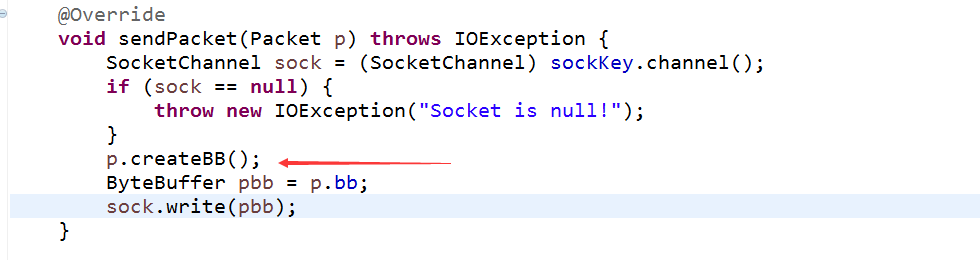 @Override
void sendPacket(Packet p) throws IOException {
    SocketChannel sock = (SocketChannel) sockKey.channel();
    if (sock == null) {
        throw new IOException("Socket is null!");
    }
    p.createBB();
    ByteBuffer pbb = p.bb;
    sock.write(pbb);
}